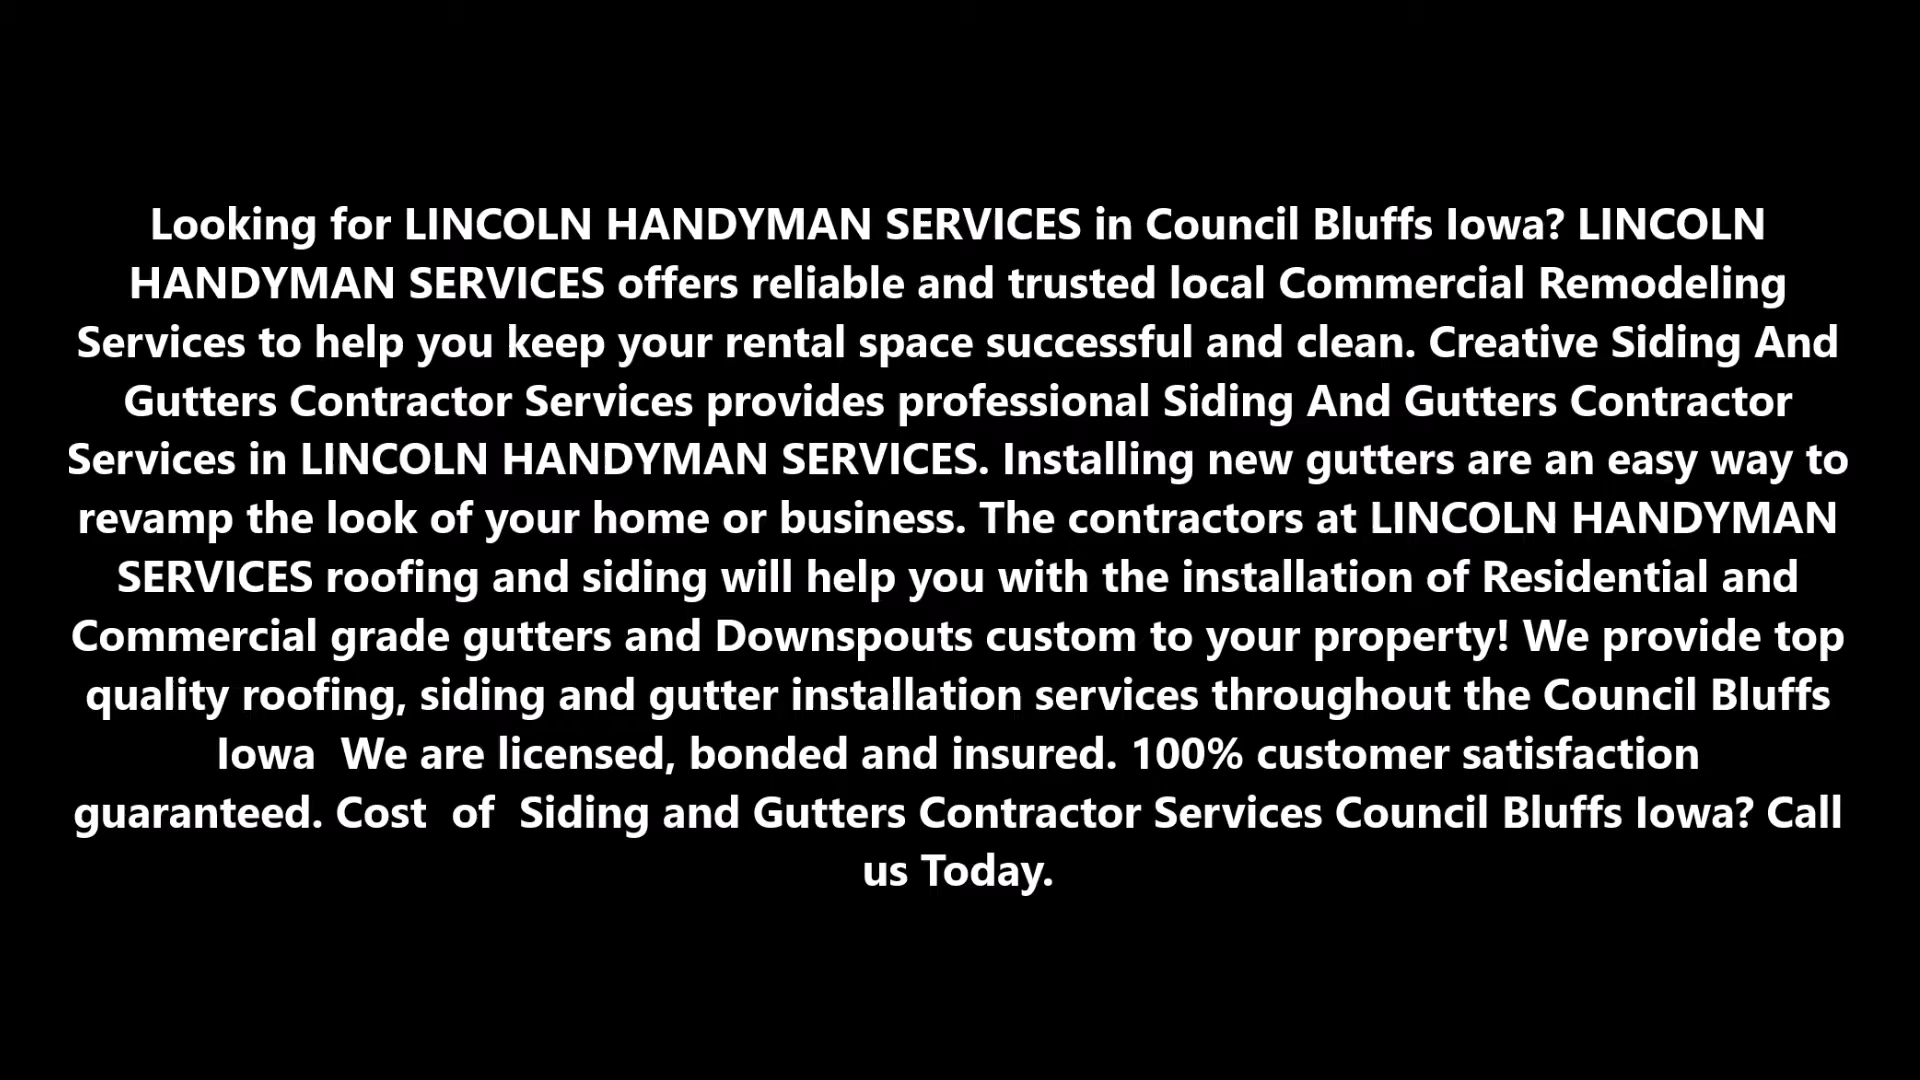 Looking for LINCOLN HANDYMAN SERVICES in Council Bluffs Iowa? LINCOLN
HANDYMAN SERVICES offers reliable and trusted local Commercial Remodeling
Services to help you keep your rental space successful and clean. Creative Siding And
Gutters Contractor Services provides professional Siding And Gutters Contractor
Services in LINCOLN HANDYMAN SERVICES. Installing new gutters are an easy way to
revamp the look of your home or business. The contractors at LINCOLN HANDYMAN
SERVICES roofing and siding will help you with the installation of Residential and
Commercial grade gutters and Downspouts custom to your property! We provide top
quality roofing, siding and gutter installation services throughout the Council Bluffs
Iowa  We are licensed, bonded and insured. 100% customer satisfaction
guaranteed. Cost  of  Siding and Gutters Contractor Services Council Bluffs Iowa? Call
us Today.